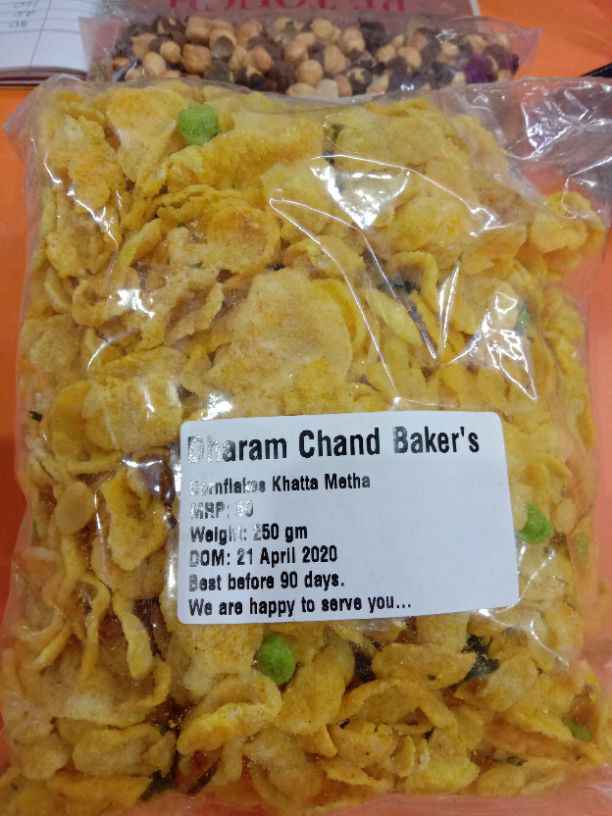 Dharam Chand Baker's
Cornflakes Khatta Metha
MRP:
Weight: 250 gm
DOM: 21 April 2020
Best before 90 days.
We are happy to serve you...